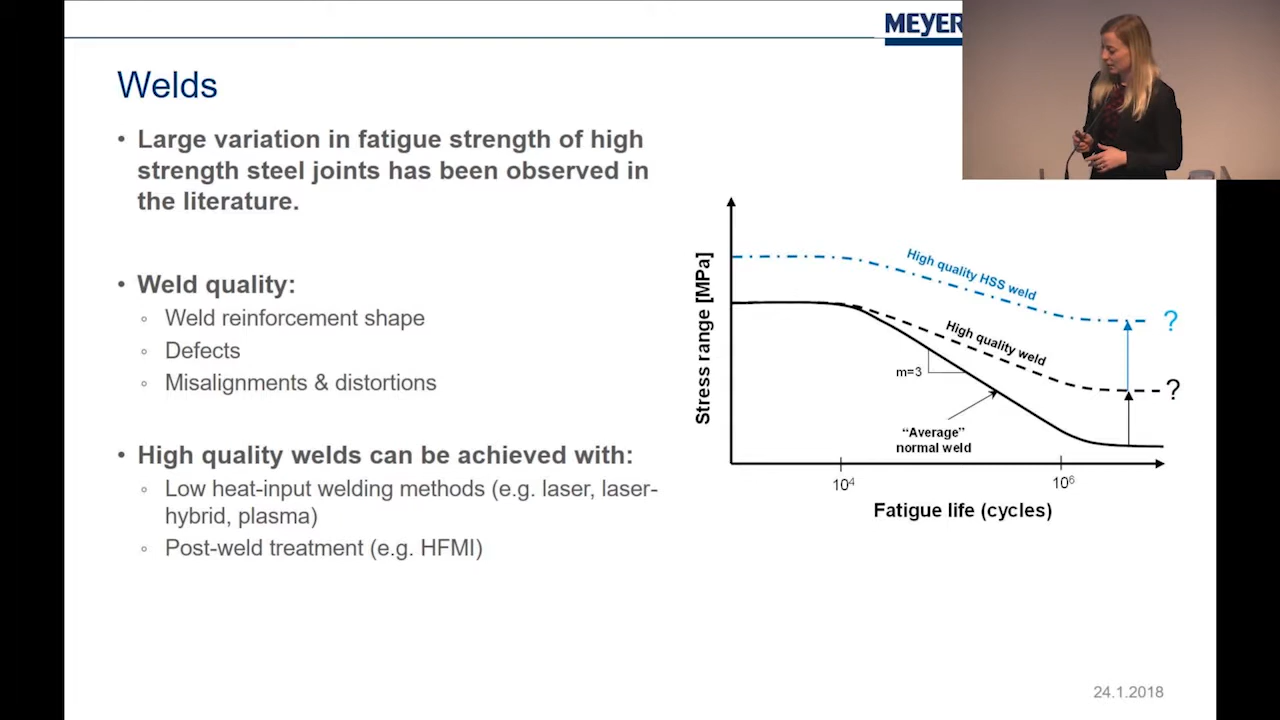 MEYER
Welds
• Large variation in fatigue strength of high
strength steel joints has been observed in
the literature.
• Weld quality:
◦ Weld reinforcement shape
◦ Defects
◦ Misalignments & distortions
• High quality welds can be achieved with:
◦ Low heat-input welding methods (e.g. laser, laser-
hybrid, plasma)
◦ Post-weld treatment (e.g. HFMI)
Stress range [MPa]
High quality HSS weld
?
High quality weld
?
m=3
“Average”
normal weld
10⁴
10⁶
Fatigue life (cycles)
24.1.2018